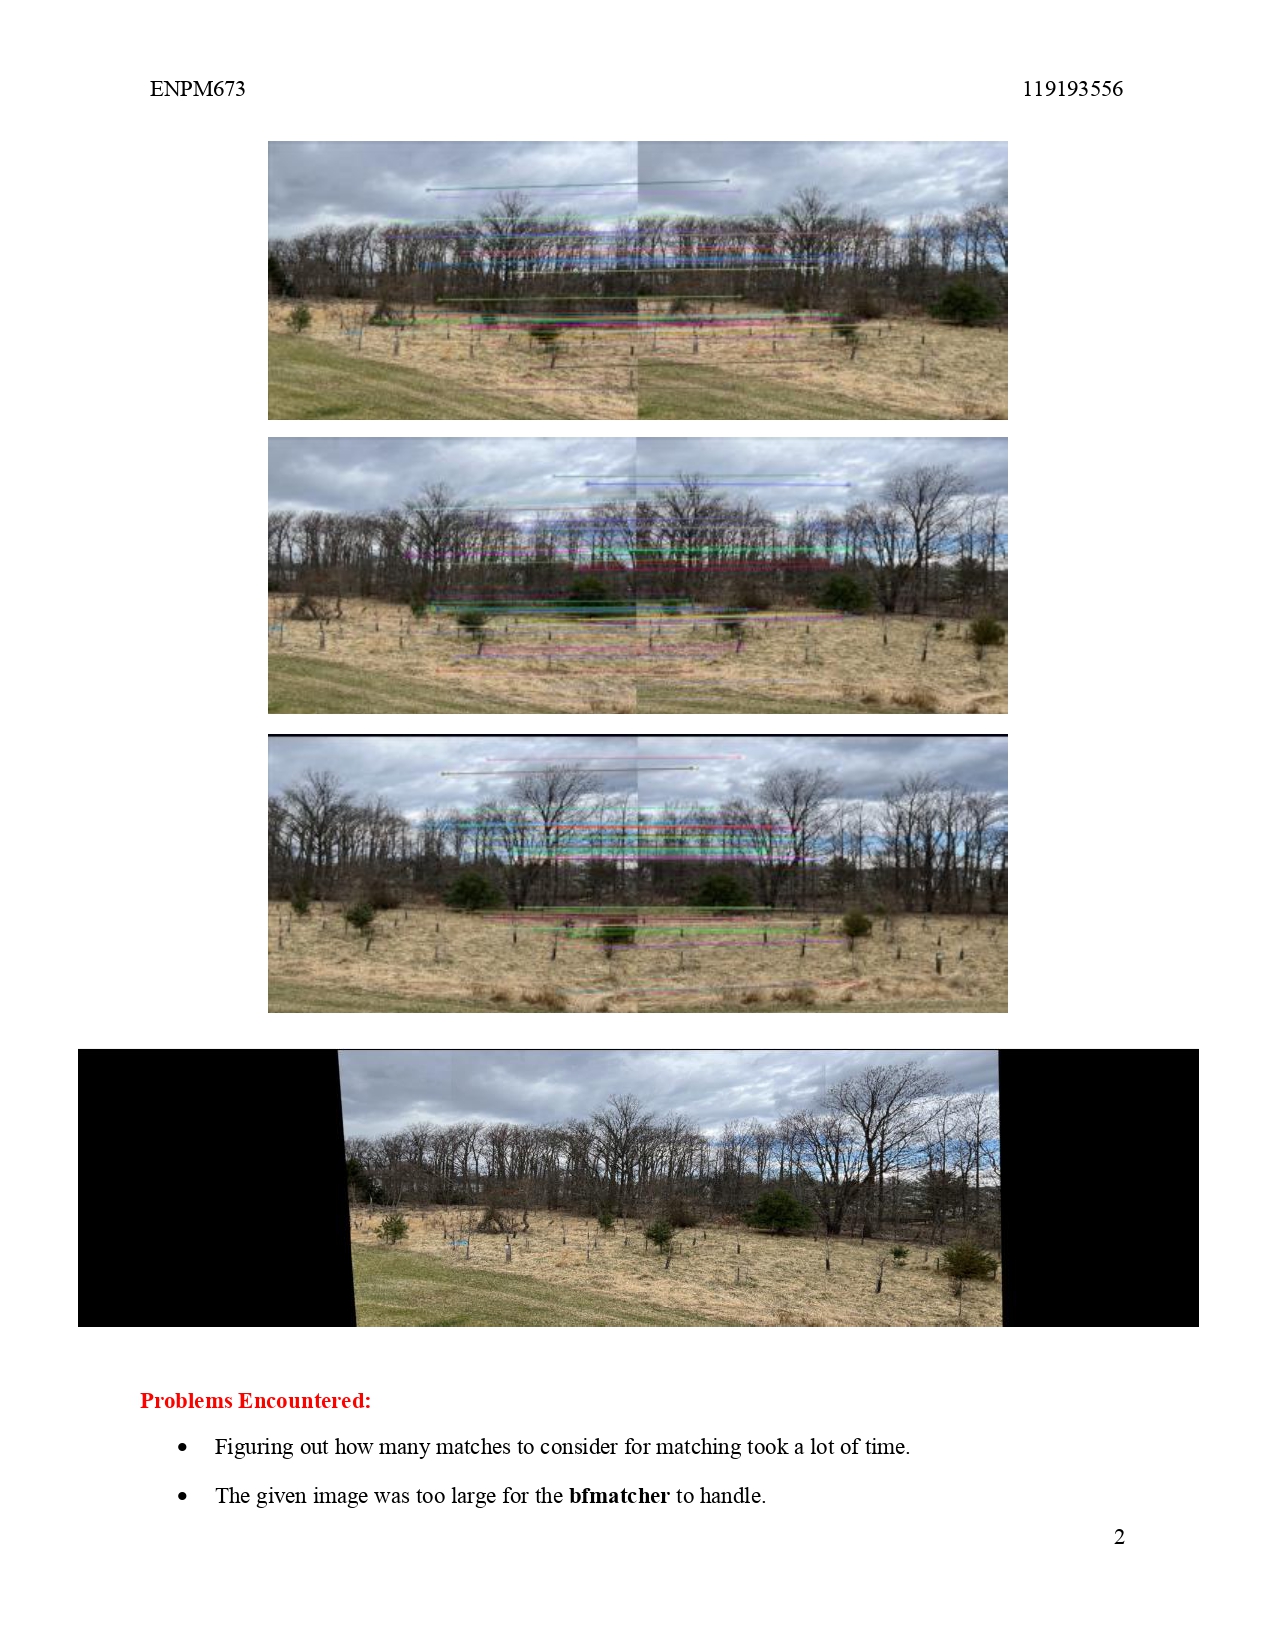 ENPM673 119193556
Problems Encountered:
• Figuring out how many matches to consider for matching took a lot of time.
• The given image was too large for the bfmatcher to handle.
2